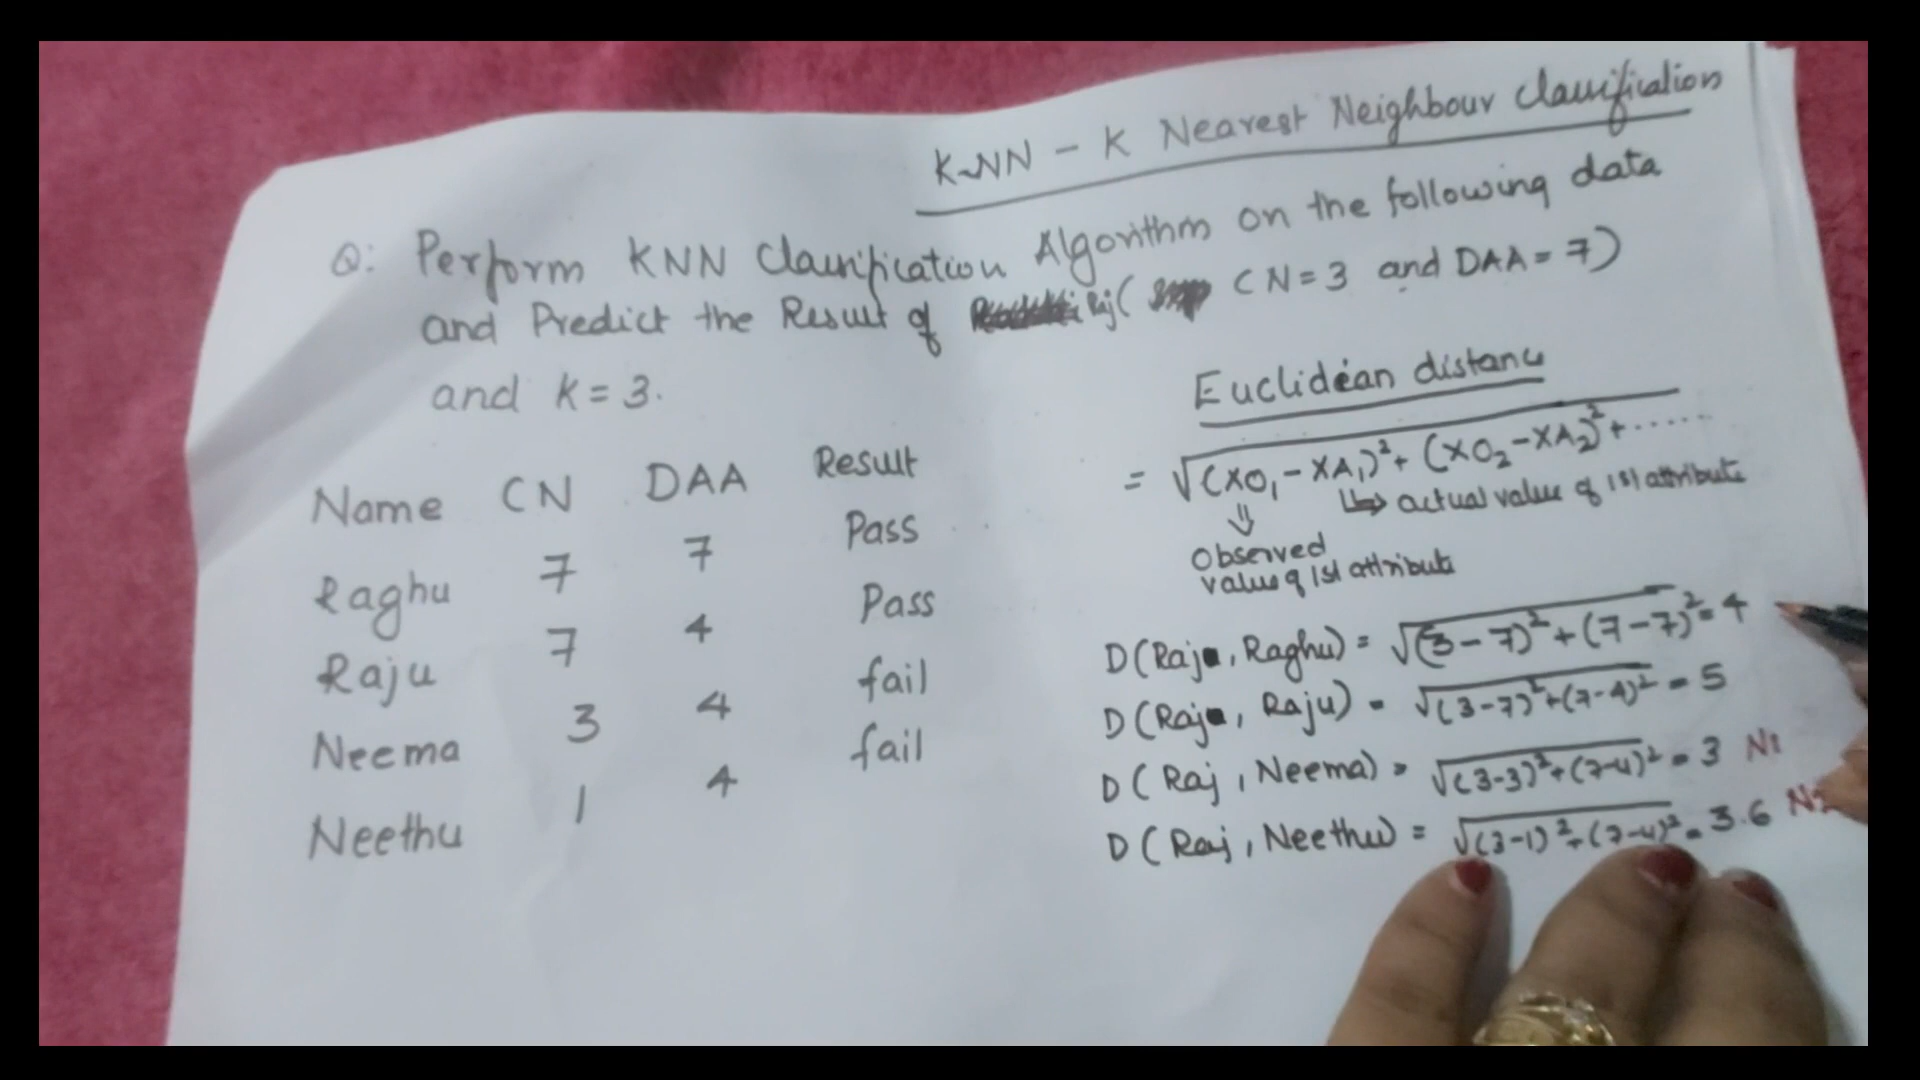 KNN - K Nearest Neighbour Classification
Q: Perform KNN Classification Algorithm on the following data
and Predict the Result of Raj ( CN = 3 and DAA = 7)
and K = 3.
Name CN DAA Result
Raghu 7 7 Pass
Raju 7 4 Pass
Neema 3 4 fail
Neethu 1 4 fail
Euclidean distance
= √(XO₁ - XA₁)² + (XO₂ - XA₂)² + .....
↳ actual value of 1st attribute
⇓
Observed
value of 1st attribute
D(Raj, Raghu) = √(3-7)² + (7-7)² = 4
D(Raj, Raju) = √(3-7)² + (7-4)² = 5
D(Raj, Neema) = √(3-3)² + (7-4)² = 3 N1
D(Raj, Neethu) = √(3-1)² + (7-4)² = 3.6 N2